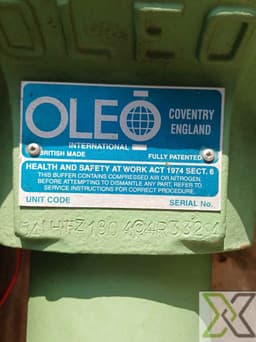 OLEO
OLEO COVENTRY
ENGLAND
INTERNATIONAL
BRITISH MADE FULLY PATENTED
HEALTH AND SAFETY AT WORK ACT 1974 SECT. 6
THIS BUFFER CONTAINS COMPRESSED AIR OR NITROGEN.
BEFORE ATTEMPTING TO DISMANTLE ANY PART, REFER TO
SERVICE INSTRUCTIONS FOR CORRECT PROCEDURE.
UNIT CODE SERIAL No.